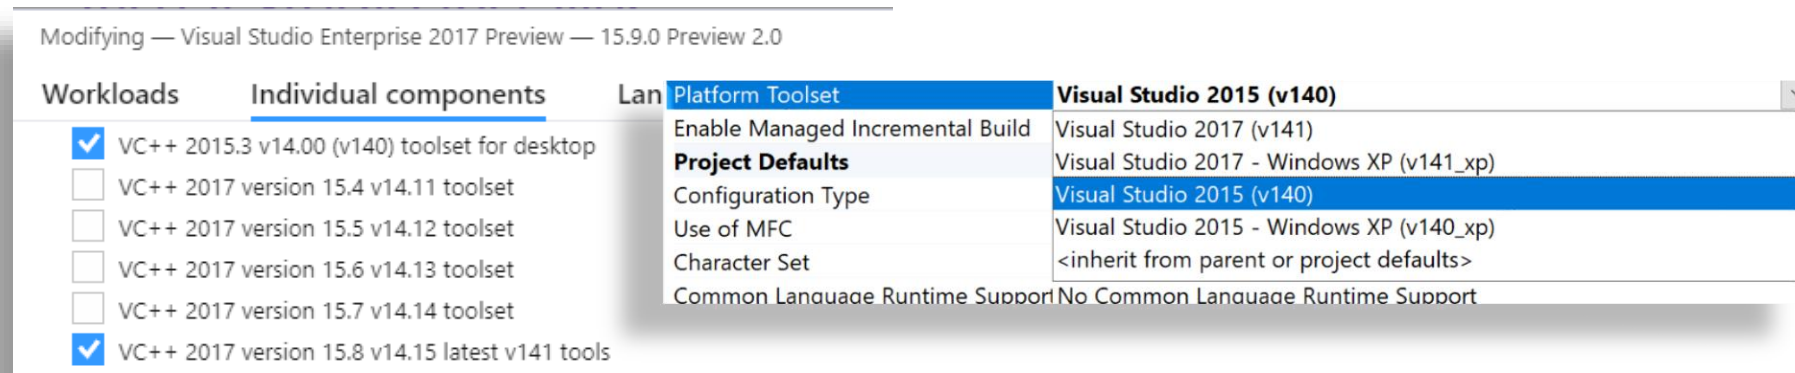 Modifying — Visual Studio Enterprise 2017 Preview — 15.9.0 Preview 2.0
Workloads Individual components Lan
VC++ 2015.3 v14.00 (v140) toolset for desktop
VC++ 2017 version 15.4 v14.11 toolset
VC++ 2017 version 15.5 v14.12 toolset
VC++ 2017 version 15.6 v14.13 toolset
VC++ 2017 version 15.7 v14.14 toolset
VC++ 2017 version 15.8 v14.15 latest v141 tools
Platform Toolset Visual Studio 2015 (v140)
Enable Managed Incremental Build Visual Studio 2017 (v141)
Project Defaults Visual Studio 2017 - Windows XP (v141_xp)
Configuration Type Visual Studio 2015 (v140)
Use of MFC Visual Studio 2015 - Windows XP (v140_xp)
Character Set <inherit from parent or project defaults>
Common Language Runtime Support No Common Language Runtime Support